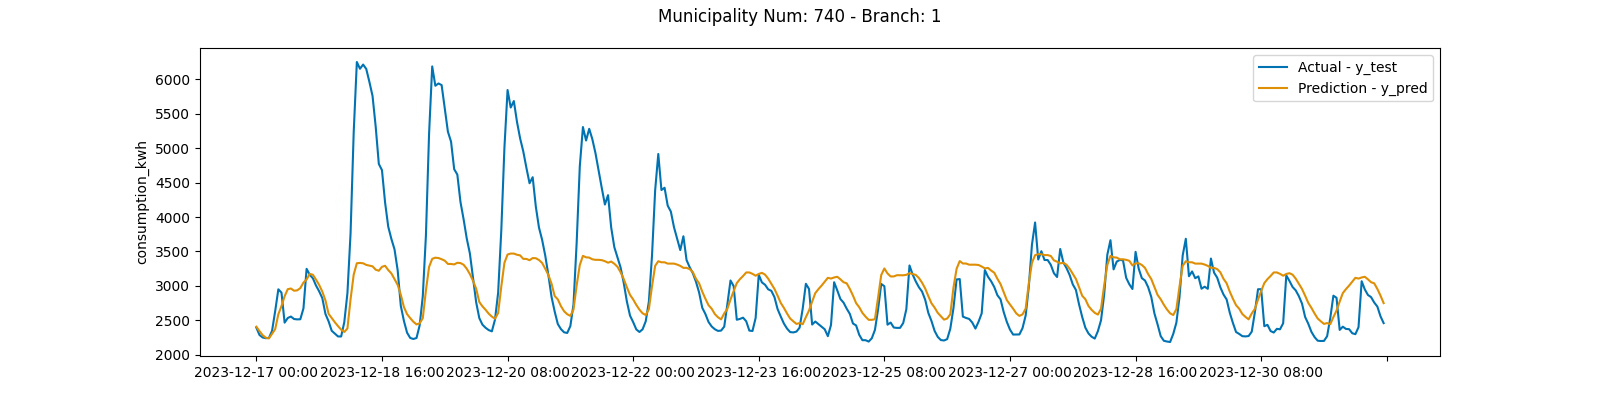 Municipality Num: 740 - Branch: 1
Actual - y_test
Prediction - y_pred
consumption_kwh
6000
5500
5000
4500
4000
3500
3000
2500
2000
2023-12-17 00:00 2023-12-18 16:00 2023-12-20 08:00 2023-12-22 00:00 2023-12-23 16:00 2023-12-25 08:00 2023-12-27 00:00 2023-12-28 16:00 2023-12-30 08:00